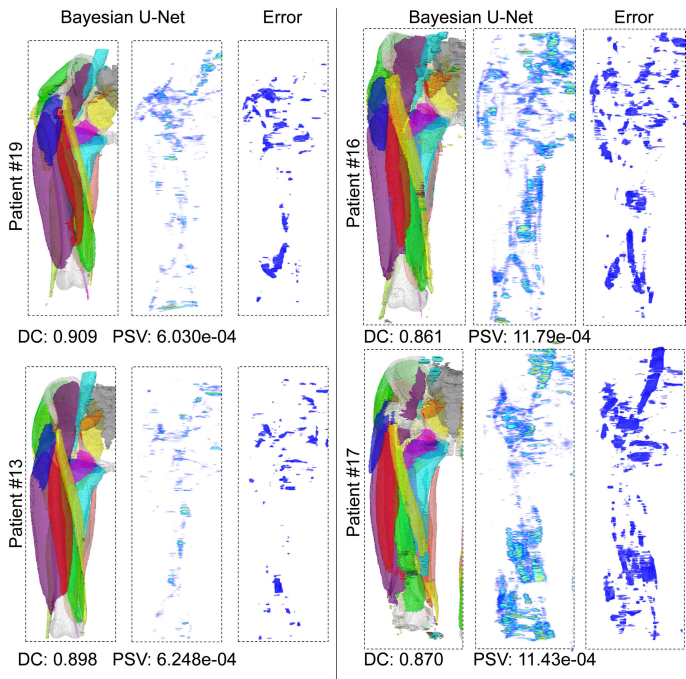 Bayesian U-Net Error
Patient #19
DC: 0.909 PSV: 6.030e-04
Patient #13
DC: 0.898 PSV: 6.248e-04
Bayesian U-Net Error
Patient #16
DC: 0.861 PSV: 11.79e-04
Patient #17
DC: 0.870 PSV: 11.43e-04